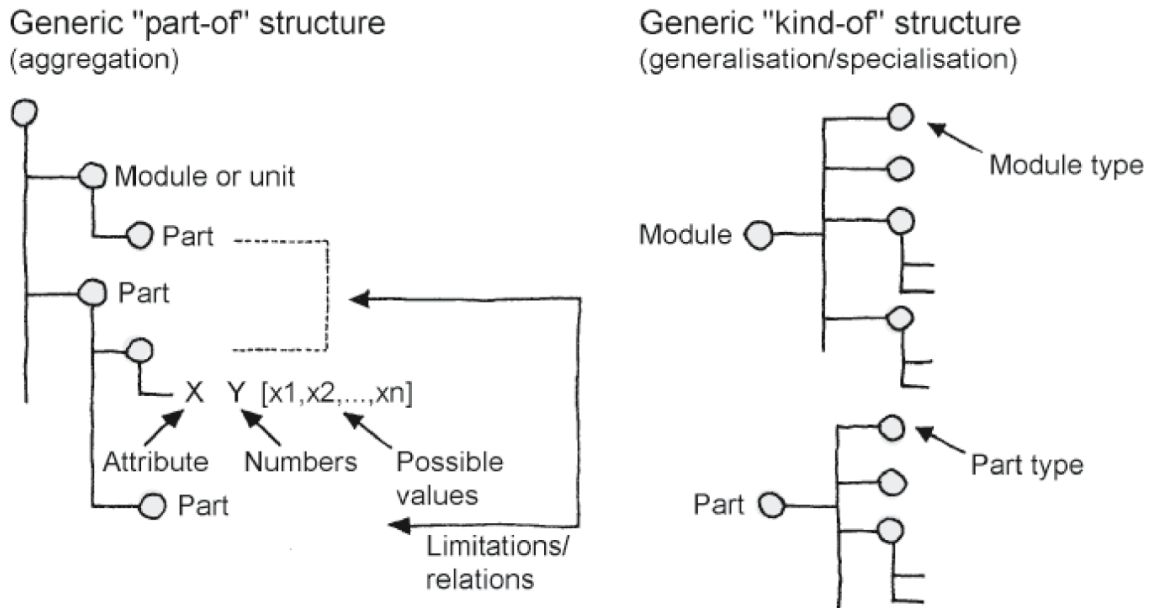 Generic "part-of" structure
(aggregation)
Module or unit
Part
Part
X Y [x1,x2,...,xn]
Attribute Numbers Possible
values
Part
Limitations/
relations
Generic "kind-of" structure
(generalisation/specialisation)
Module type
Module
Part type
Part